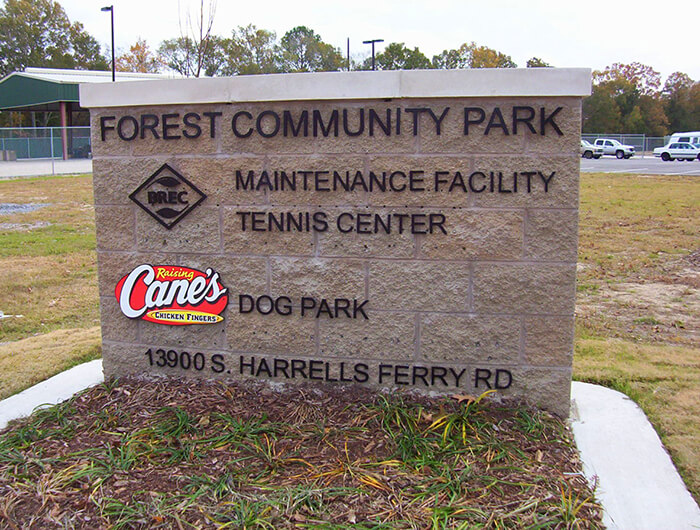 FOREST COMMUNITY PARK
BREC
MAINTENANCE FACILITY
TENNIS CENTER
Raising
Cane's
CHICKEN FINGERS
DOG PARK
13900 S. HARRELLS FERRY RD